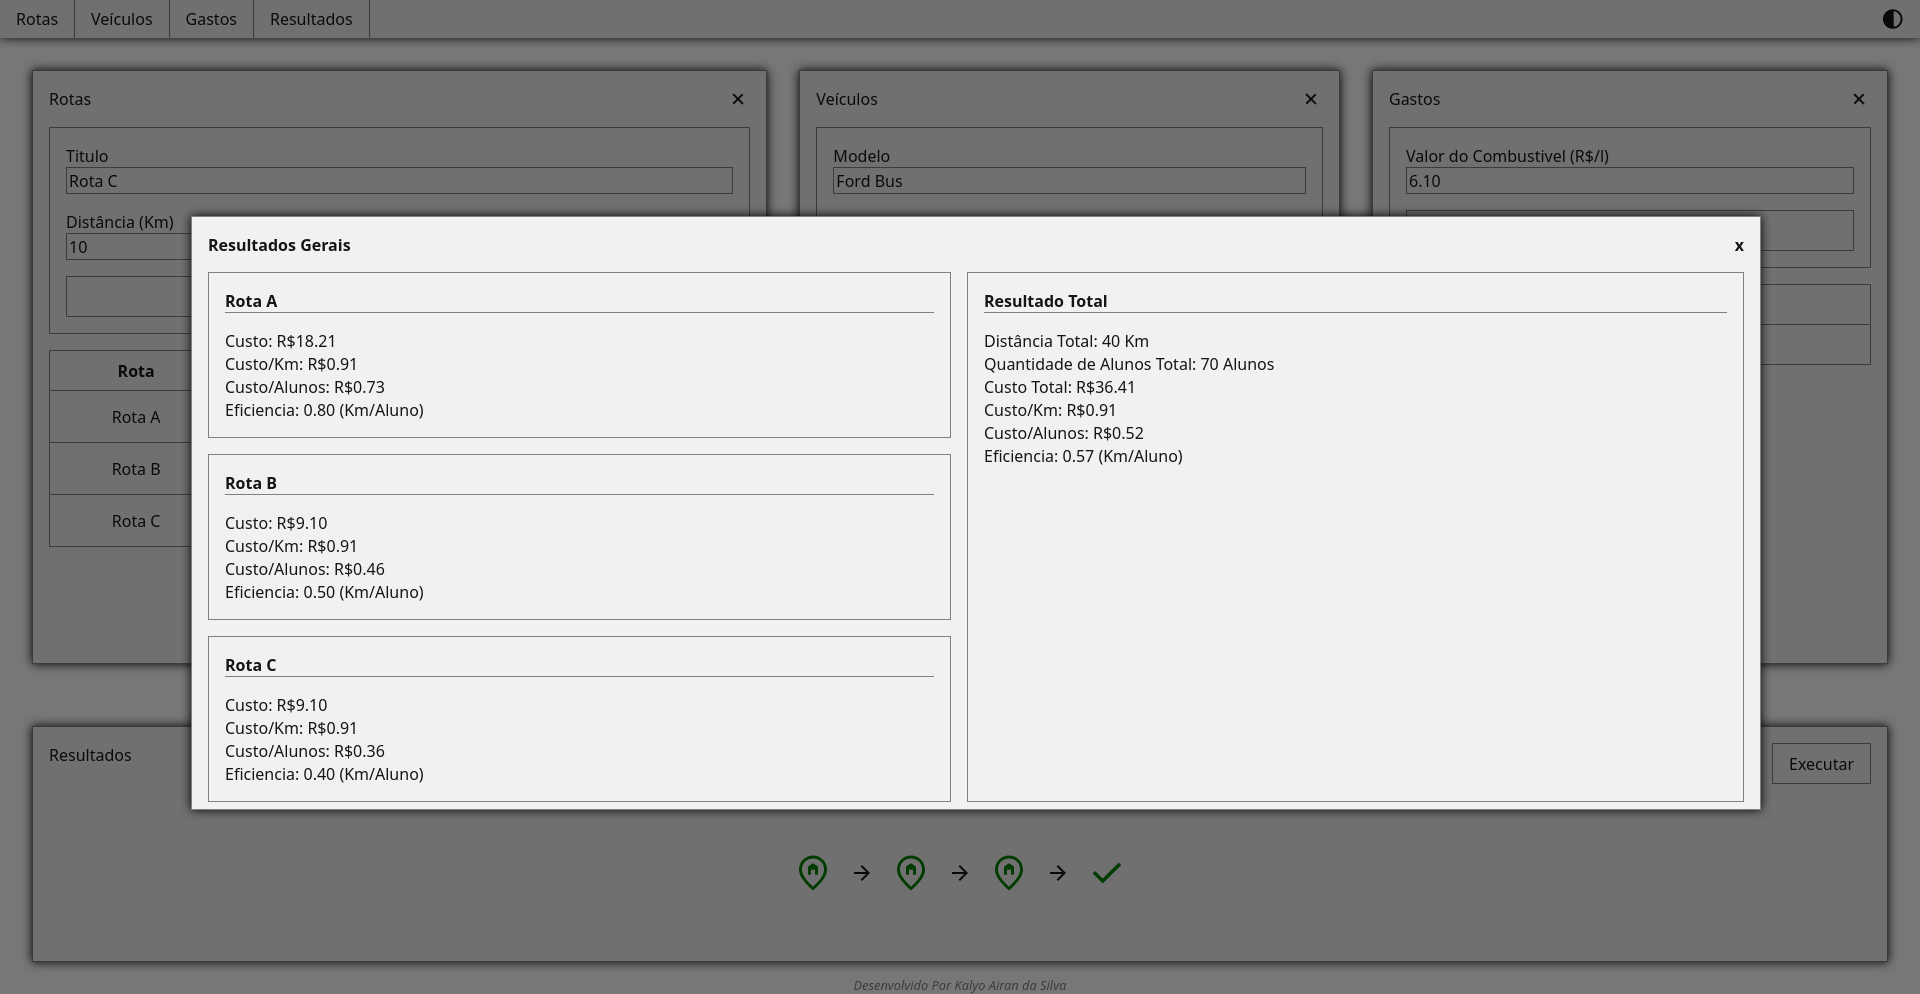 Rotas Veículos Gastos Resultados
Rotas
Titulo
Rota C
Distância (Km)
10
Rota
Rota A
Rota B
Rota C
Veículos
Modelo
Ford Bus
Gastos
Valor do Combustivel (R$/l)
6.10
Resultados Gerais x
Rota A
Custo: R$18.21
Custo/Km: R$0.91
Custo/Alunos: R$0.73
Eficiencia: 0.80 (Km/Aluno)
Rota B
Custo: R$9.10
Custo/Km: R$0.91
Custo/Alunos: R$0.46
Eficiencia: 0.50 (Km/Aluno)
Rota C
Custo: R$9.10
Custo/Km: R$0.91
Custo/Alunos: R$0.36
Eficiencia: 0.40 (Km/Aluno)
Resultado Total
Distância Total: 40 Km
Quantidade de Alunos Total: 70 Alunos
Custo Total: R$36.41
Custo/Km: R$0.91
Custo/Alunos: R$0.52
Eficiencia: 0.57 (Km/Aluno)
Resultados
Executar
Desenvolvido Por Kalyo Airan da Silva